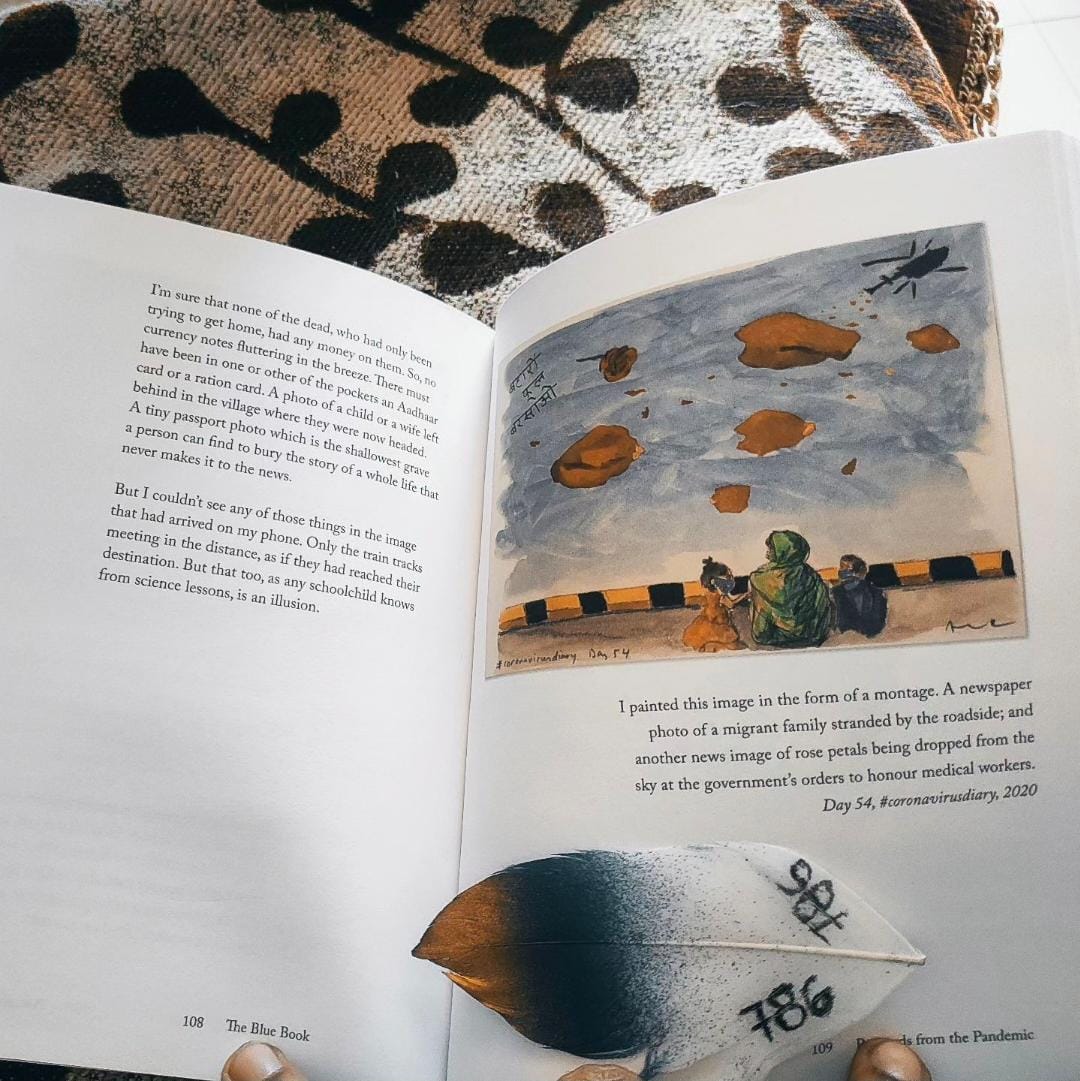 I'm sure that none of the dead, who had only been
trying to get home, had any money on them. So, no
currency notes fluttering in the breeze. There must
have been in one or other of the pockets an Aadhaar
card or a ration card. A photo of a child or a wife left
behind in the village where they were now headed.
A tiny passport photo which is the shallowest grave
a person can find to bury the story of a whole life that
never makes it to the news.
But I couldn't see any of those things in the image
that had arrived on my phone. Only the train tracks
meeting in the distance, as if they had reached their
destination. But that too, as any schoolchild knows
from science lessons, is an illusion.
108 The Blue Book
बहारो
फूल
बरसाओ
#coronavirusdiary Day 54
I painted this image in the form of a montage. A newspaper
photo of a migrant family stranded by the roadside; and
another news image of rose petals being dropped from the
sky at the government's orders to honour medical workers.
Day 54, #coronavirusdiary, 2020
786
786
109 from the Pandemic